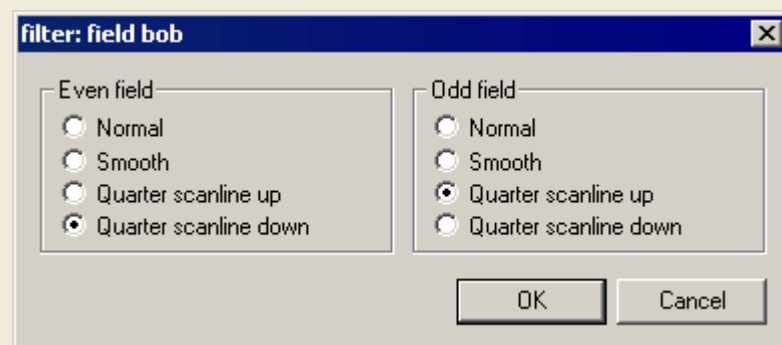 filter: field bob
Even field
Normal
Smooth
Quarter scanline up
Quarter scanline down
Odd field
Normal
Smooth
Quarter scanline up
Quarter scanline down
OK
Cancel